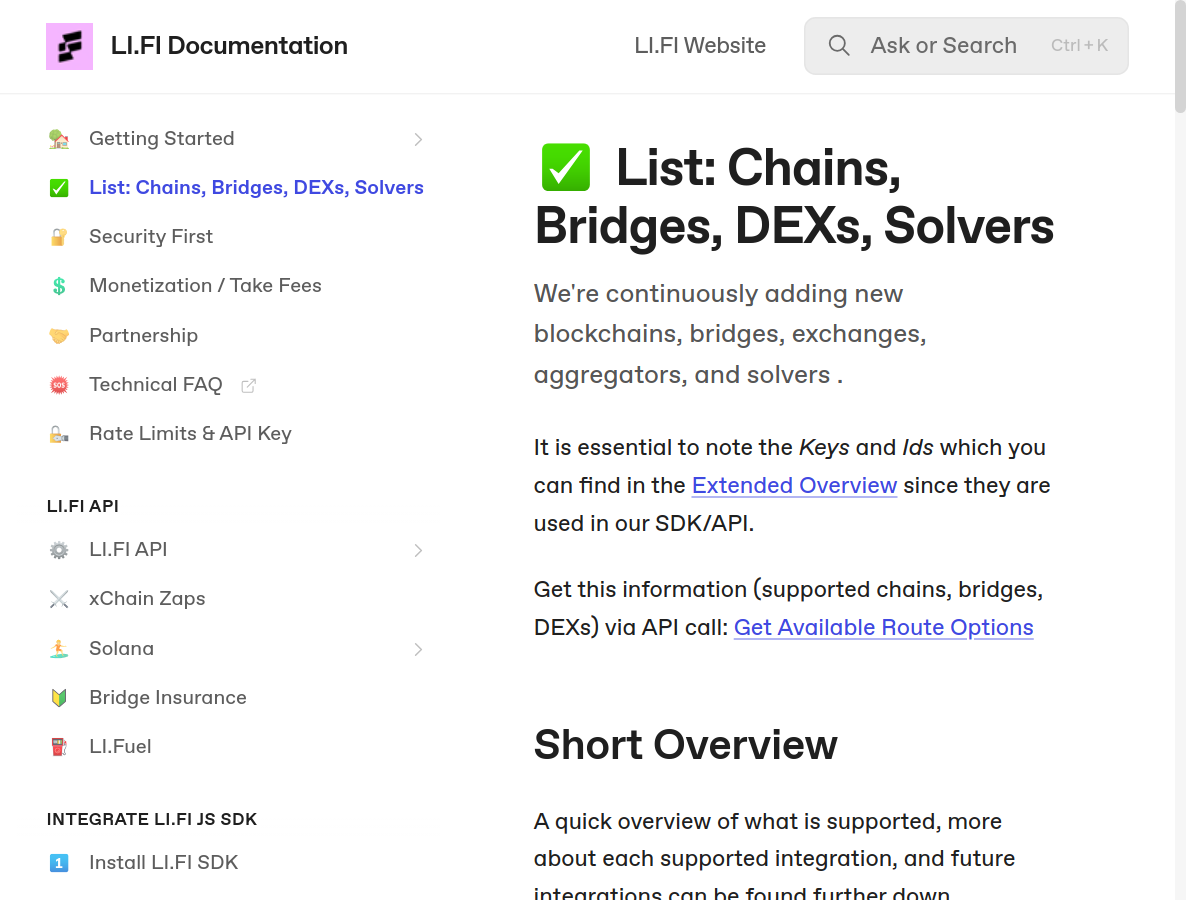 LI.FI Documentation
LI.FI Website
Ask or Search
Ctrl + K
Getting Started
List: Chains, Bridges, DEXs, Solvers
Security First
Monetization / Take Fees
Partnership
Technical FAQ
Rate Limits & API Key
LI.FI API
LI.FI API
xChain Zaps
Solana
Bridge Insurance
LI.Fuel
INTEGRATE LI.FI JS SDK
Install LI.FI SDK
List: Chains,
Bridges, DEXs, Solvers
We're continuously adding new
blockchains, bridges, exchanges,
aggregators, and solvers .
It is essential to note the Keys and Ids which you
can find in the Extended Overview since they are
used in our SDK/API.
Get this information (supported chains, bridges,
DEXs) via API call: Get Available Route Options
Short Overview
A quick overview of what is supported, more
about each supported integration, and future
integrations can be found further down